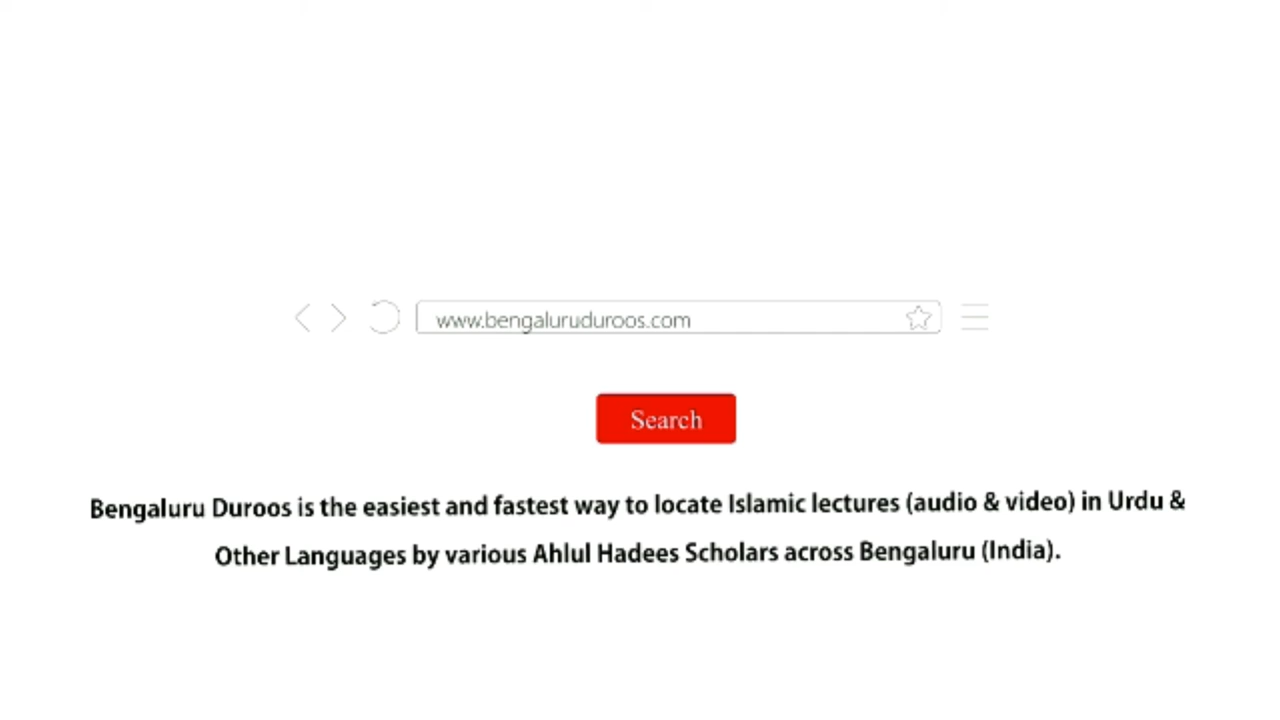 www.bengaluruduroos.com
Search
Bengaluru Duroos is the easiest and fastest way to locate Islamic lectures (audio & video) in Urdu &
Other Languages by various Ahlul Hadees Scholars across Bengaluru (India).